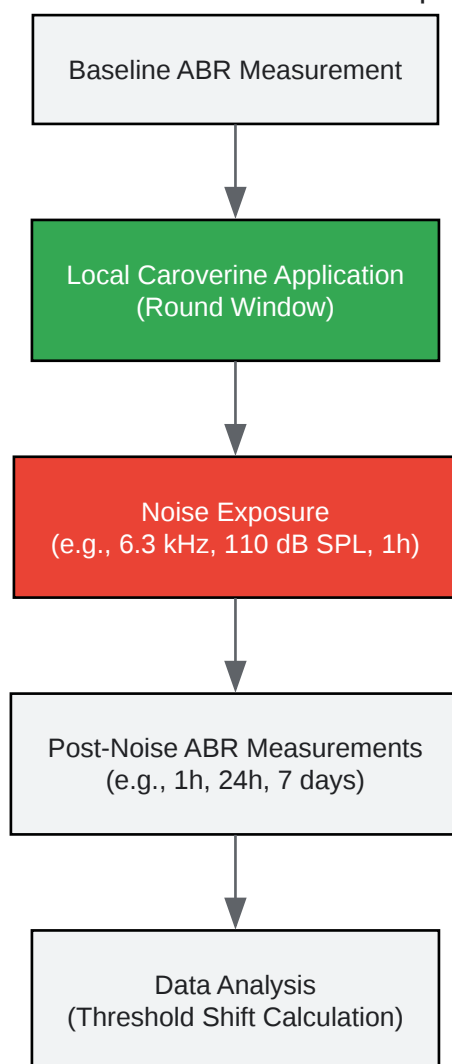 Baseline ABR Measurement
Local Caroverine Application
(Round Window)
Noise Exposure
(e.g., 6.3 kHz, 110 dB SPL, 1h)
Post-Noise ABR Measurements
(e.g., 1h, 24h, 7 days)
Data Analysis
(Threshold Shift Calculation)